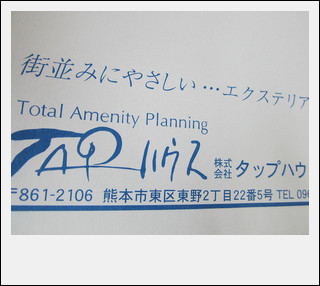 街並みにやさしい…エクステリア
Total Amenity Planning
TAP ハウス 株式会社 タップハウ
〒861-2106 熊本市東区東野2丁目22番5号 TEL 096